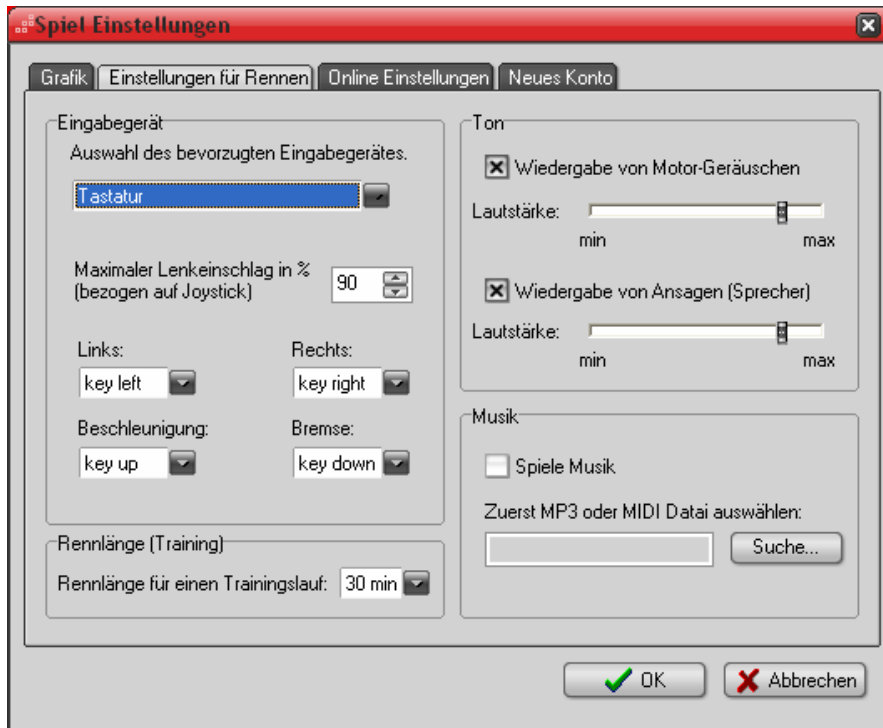 Spiel Einstellungen
Grafik
Einstellungen für Rennen
Online Einstellungen
Neues Konto
Eingabegerät
Auswahl des bevorzugten Eingabegerätes.
Tastatur
Maximaler Lenkeinschlag in %
(bezogen auf Joystick)
90
Links:
Rechts:
key left
key right
Beschleunigung:
Bremse:
key up
key down
Rennlänge (Training)
Rennlänge für einen Trainingslauf:
30 min
Ton
Wiedergabe von Motor-Geräuschen
Lautstärke:
min
max
Wiedergabe von Ansagen (Sprecher)
Lautstärke:
min
max
Musik
Spiele Musik
Zuerst MP3 oder MIDI Datai auswählen:
Suche...
OK
Abbrechen